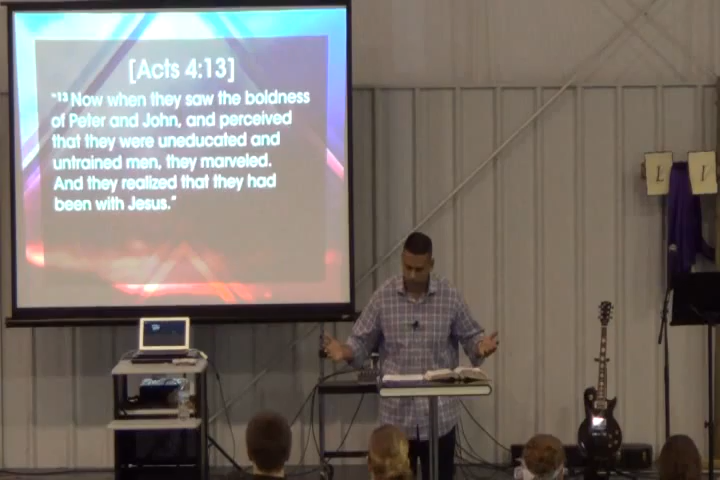 [Acts 4:13]
"13 Now when they saw the boldness
of Peter and John, and perceived
that they were uneducated and
untrained men, they marveled.
And they realized that they had
been with Jesus."
L V